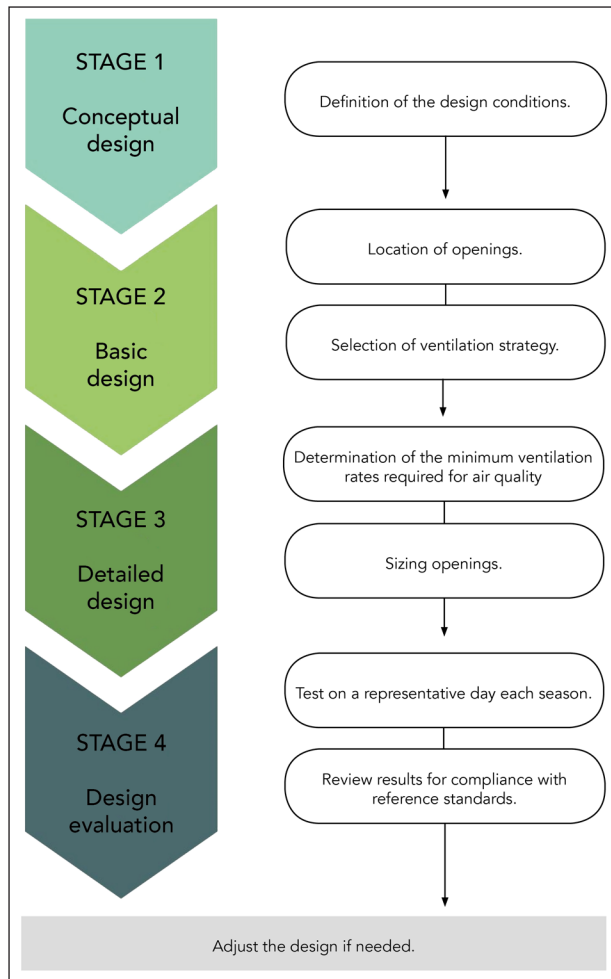 STAGE 1
Conceptual
design
Definition of the design conditions.
STAGE 2
Basic
design
Location of openings.
Selection of ventilation strategy.
STAGE 3
Detailed
design
Determination of the minimum ventilation
rates required for air quality
Sizing openings.
STAGE 4
Design
evaluation
Test on a representative day each season.
Review results for compliance with
reference standards.
Adjust the design if needed.